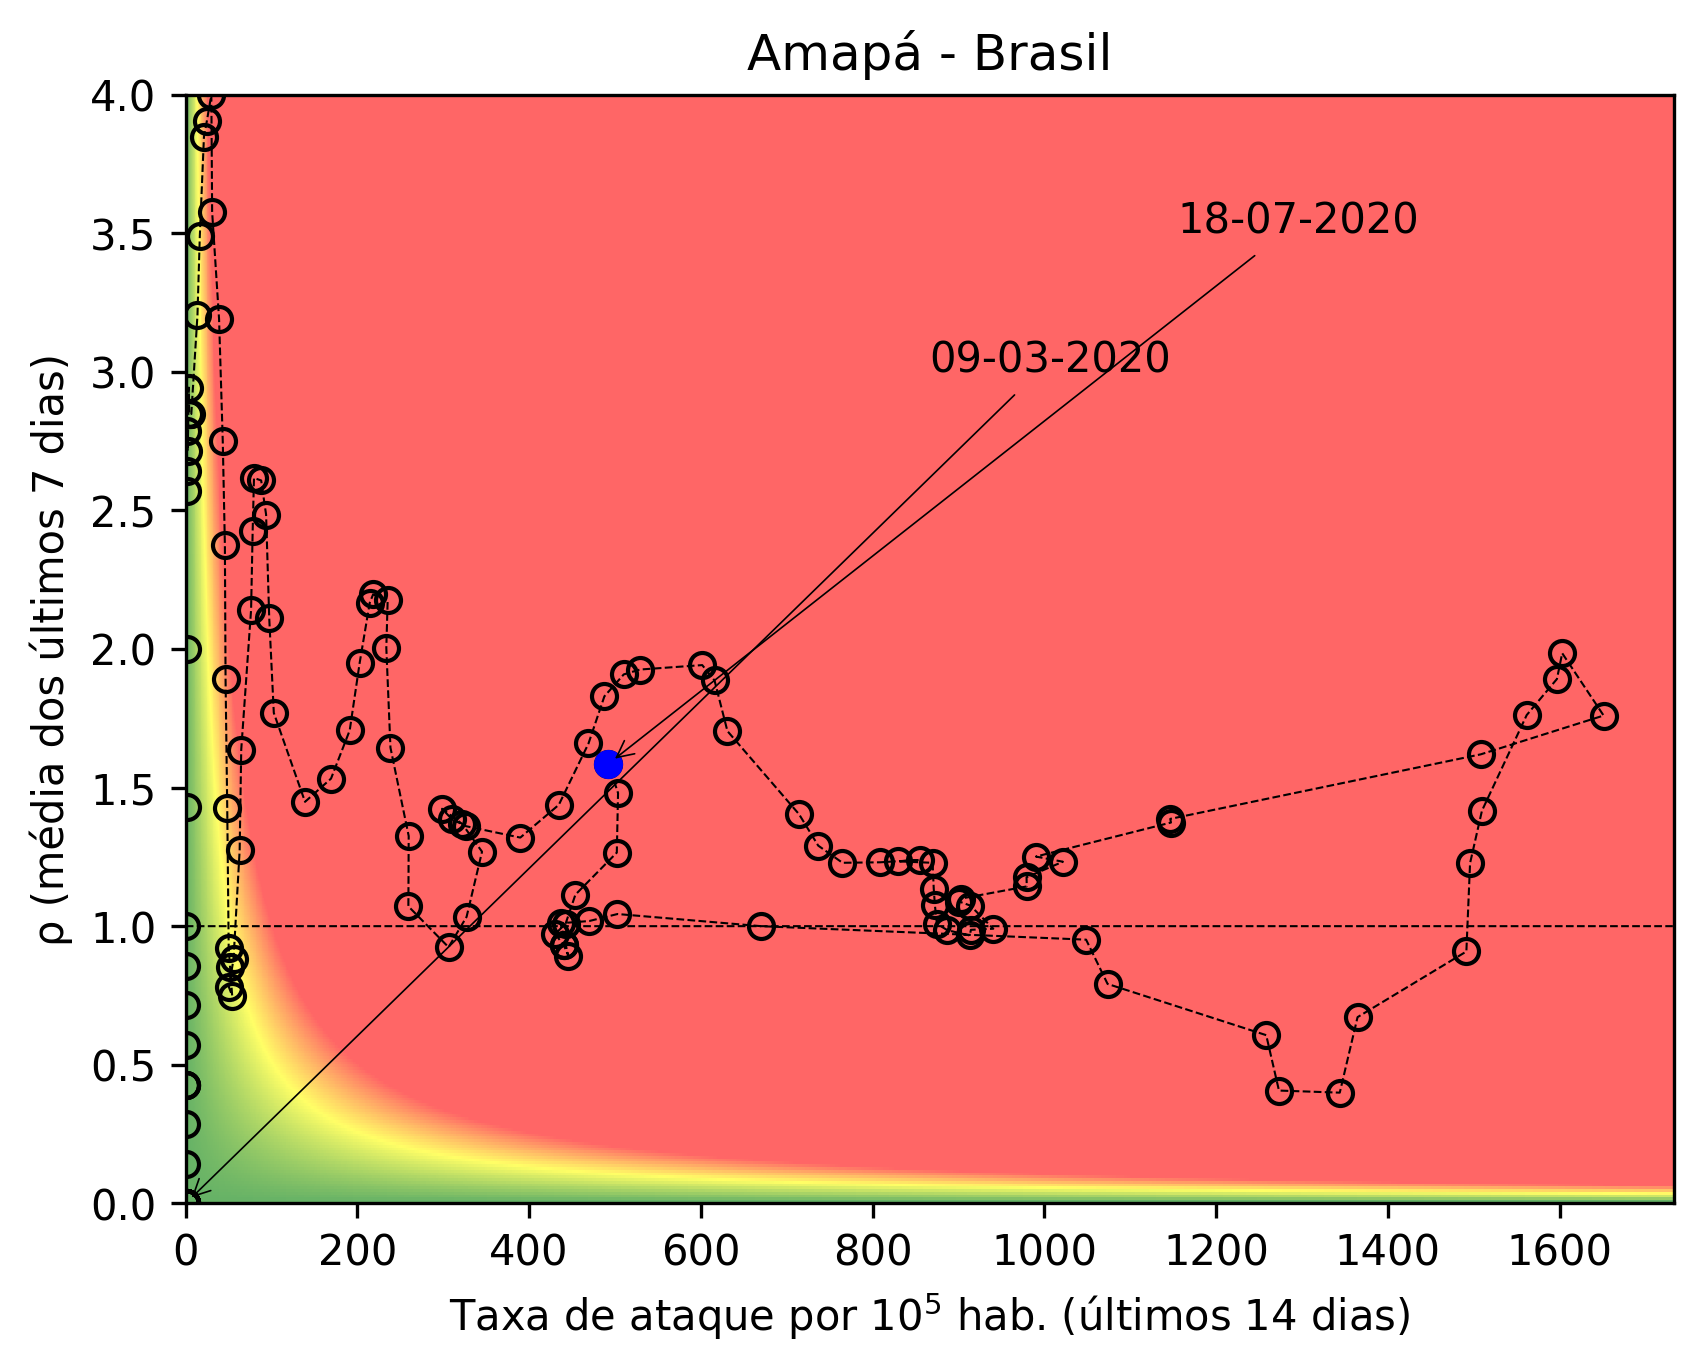 Amapá - Brasil
4.0
3.5
3.0
2.5
2.0
1.5
1.0
0.5
0.0
ρ (média dos últimos 7 dias)
18-07-2020
09-03-2020
0 200 400 600 800 1000 1200 1400 1600
Taxa de ataque por 10⁵ hab. (últimos 14 dias)